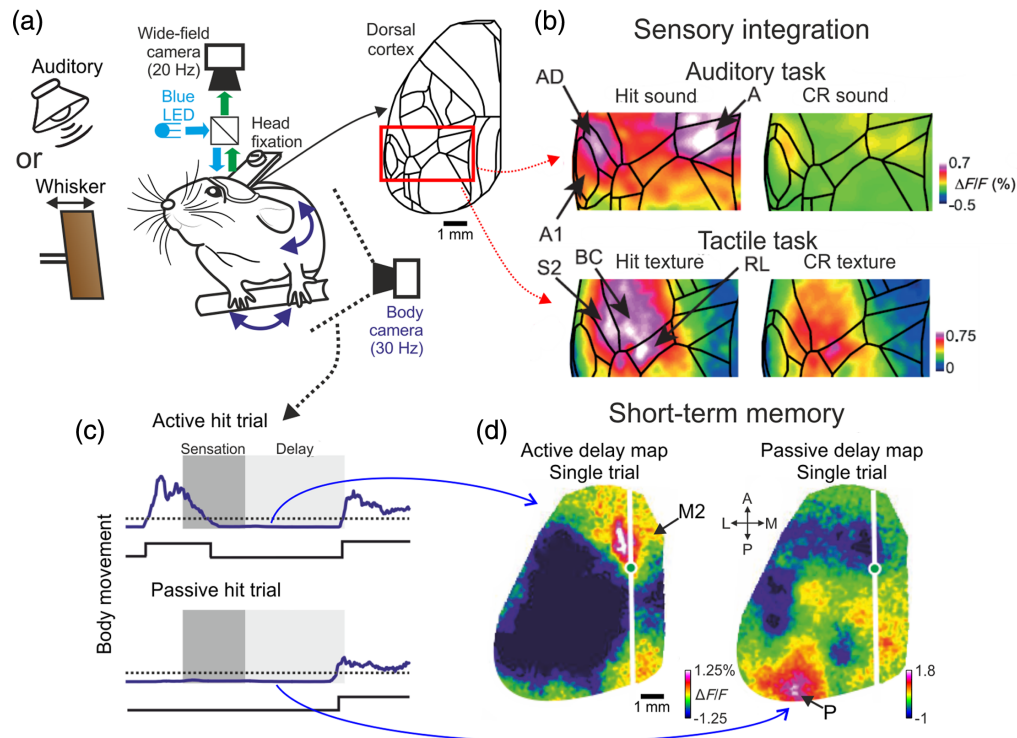 (a)
Auditory
or
Whisker
Wide-field
camera
(20 Hz)
Blue
LED
Head
fixation
Body
camera
(30 Hz)
Dorsal
cortex
1 mm
(b)
Sensory integration
Auditory task
Hit sound
CR sound
AD
A
A1
0.7
ΔF/F (%)
-0.5
Tactile task
Hit texture
CR texture
S2
BC
RL
0.75
0
(c)
Active hit trial
Sensation
Delay
Passive hit trial
Body movement
Short-term memory
(d)
Active delay map
Single trial
Passive delay map
Single trial
M2
A
L
M
P
1.25%
ΔF/F
-1.25
1 mm
P
1.8
-1